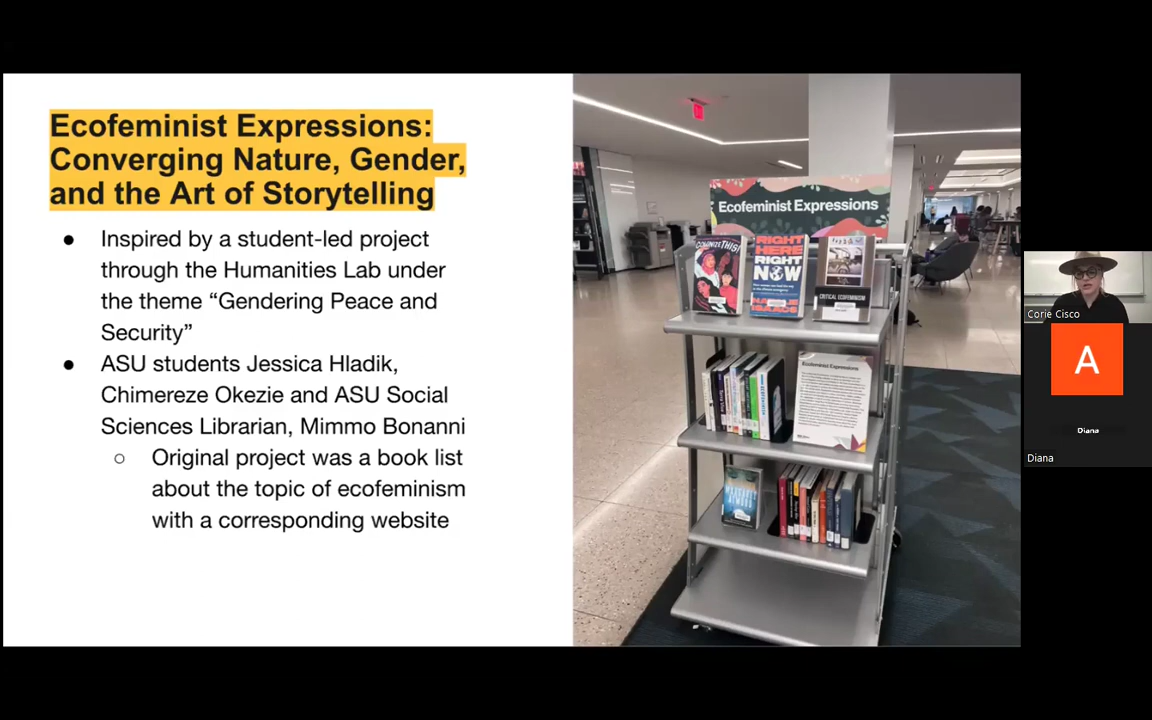 Ecofeminist Expressions:
Converging Nature, Gender,
and the Art of Storytelling
● Inspired by a student-led project
through the Humanities Lab under
the theme “Gendering Peace and
Security”
● ASU students Jessica Hladik,
Chimereze Okezie and ASU Social
Sciences Librarian, Mimmo Bonanni
○ Original project was a book list
about the topic of ecofeminism
with a corresponding website
Ecofeminist Expressions
COLONIZE THIS!
RIGHT
HERE
RIGHT
NOW
CRITICAL ECOFEMINISM
Ecofeminist Expressions
Corie Cisco
A
Diana
Diana